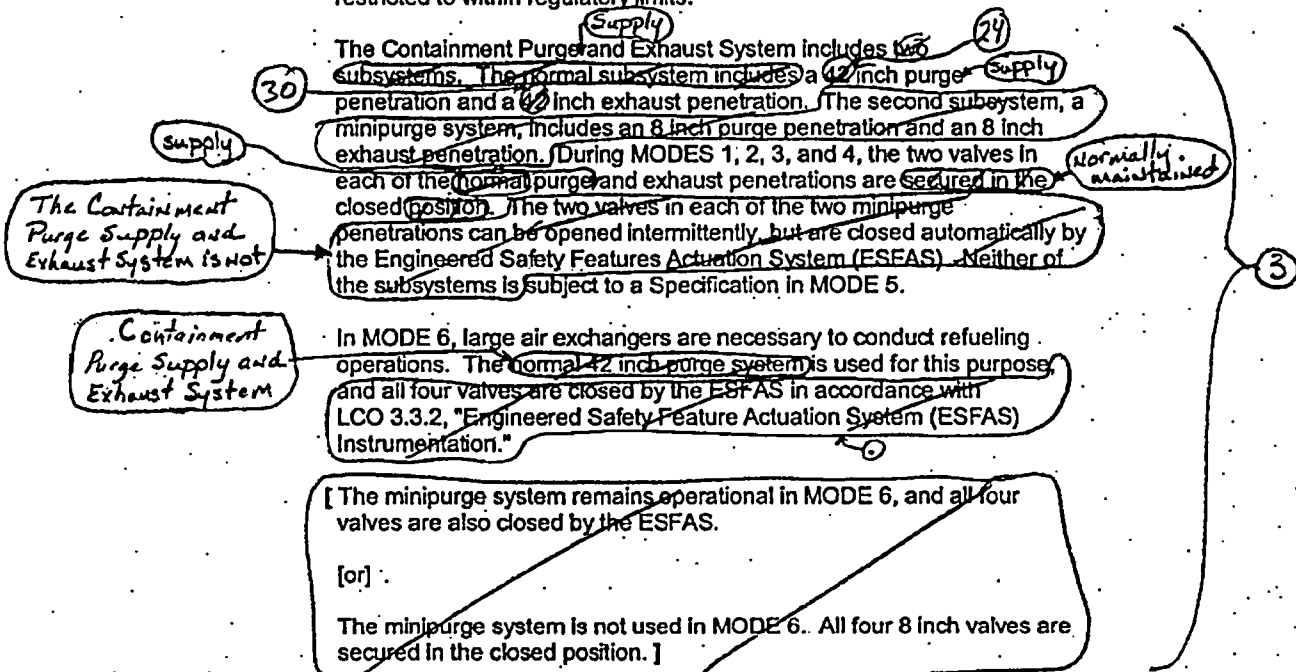 restricted to within regulatory limits.
Supply
The Containment Purge and Exhaust System includes two
24
subsystems. The normal subsystem includes a 42 inch purge
supply
30
penetration and a 42 inch exhaust penetration. The second subsystem, a
minipurge system, includes an 8 inch purge penetration and an 8 inch
supply
exhaust penetration. During MODES 1, 2, 3, and 4, the two valves in
each of the normal purge and exhaust penetrations are secured in the
Normally maintained
closed position. The two valves in each of the two minipurge
The Containment
Purge Supply and
Exhaust System is not
penetrations can be opened intermittently, but are closed automatically by
the Engineered Safety Features Actuation System (ESFAS). Neither of
the subsystems is subject to a Specification in MODE 5.
3
Containment
Purge Supply and
Exhaust System
In MODE 6, large air exchangers are necessary to conduct refueling
operations. The normal 42 inch purge system is used for this purpose,
and all four valves are closed by the ESFAS in accordance with
LCO 3.3.2, "Engineered Safety Feature Actuation System (ESFAS)
Instrumentation."
.
[ The minipurge system remains operational in MODE 6, and all four
valves are also closed by the ESFAS.
[or]
The minipurge system is not used in MODE 6. All four 8 inch valves are
secured in the closed position. ]